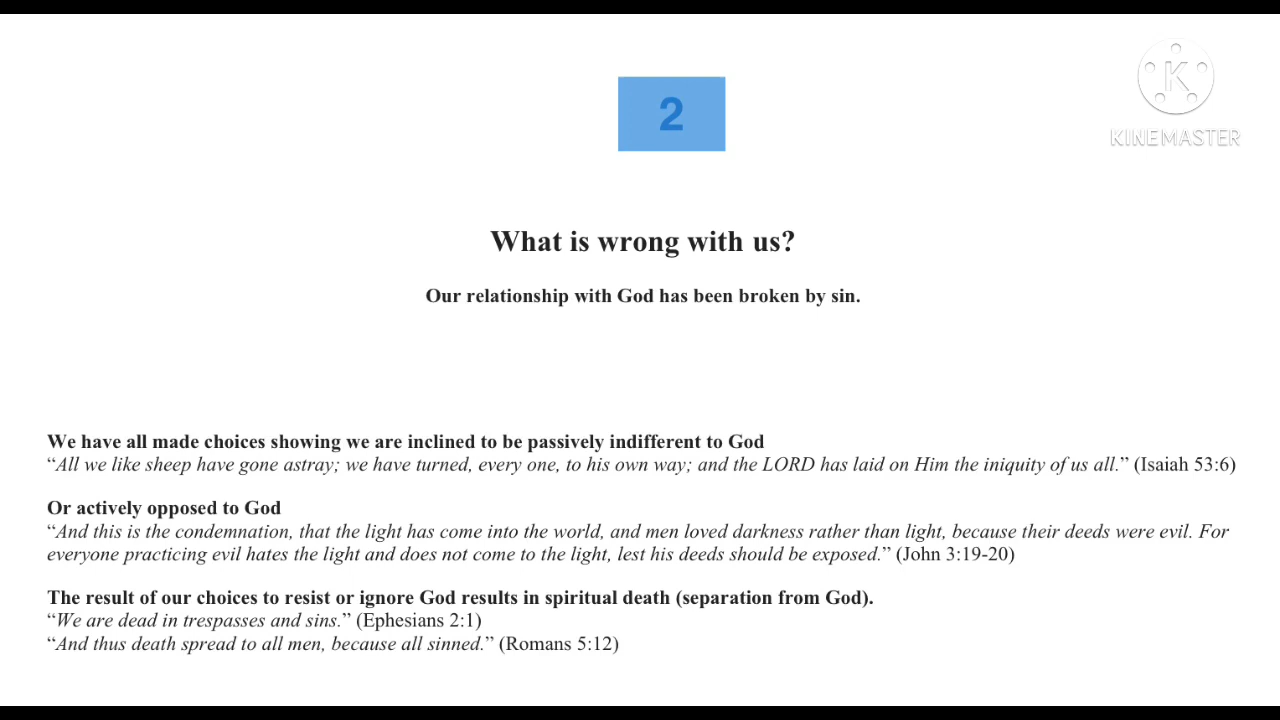 2
K
KINEMASTER
What is wrong with us?
Our relationship with God has been broken by sin.
We have all made choices showing we are inclined to be passively indifferent to God
“All we like sheep have gone astray; we have turned, every one, to his own way; and the LORD has laid on Him the iniquity of us all.” (Isaiah 53:6)
Or actively opposed to God
“And this is the condemnation, that the light has come into the world, and men loved darkness rather than light, because their deeds were evil. For
everyone practicing evil hates the light and does not come to the light, lest his deeds should be exposed.” (John 3:19-20)
The result of our choices to resist or ignore God results in spiritual death (separation from God).
“We are dead in trespasses and sins.” (Ephesians 2:1)
“And thus death spread to all men, because all sinned.” (Romans 5:12)